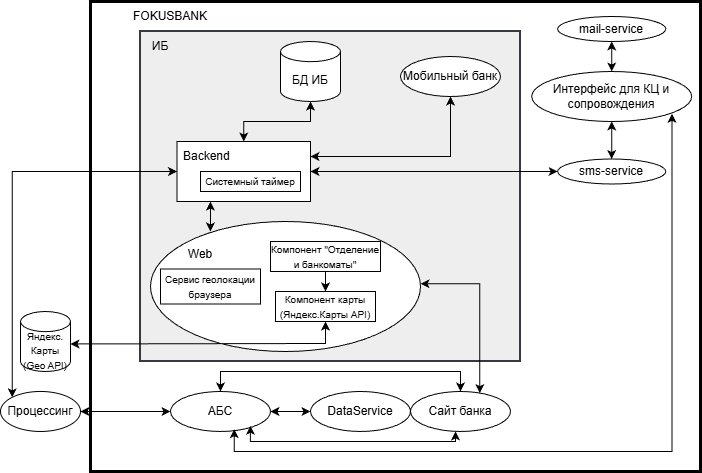 FOKUSBANK
ИБ
mail-service
БД ИБ
Мобильный банк
Интерфейс для КЦ и
сопровождения
Backend
Системный таймер
sms-service
Web
Компонент "Отделение
и банкоматы"
Сервис геолокации
браузера
Компонент карты
(Яндекс.Карты API)
Яндекс.
Карты
(Geo API)
Процессинг
АБС
DataService
Сайт банка